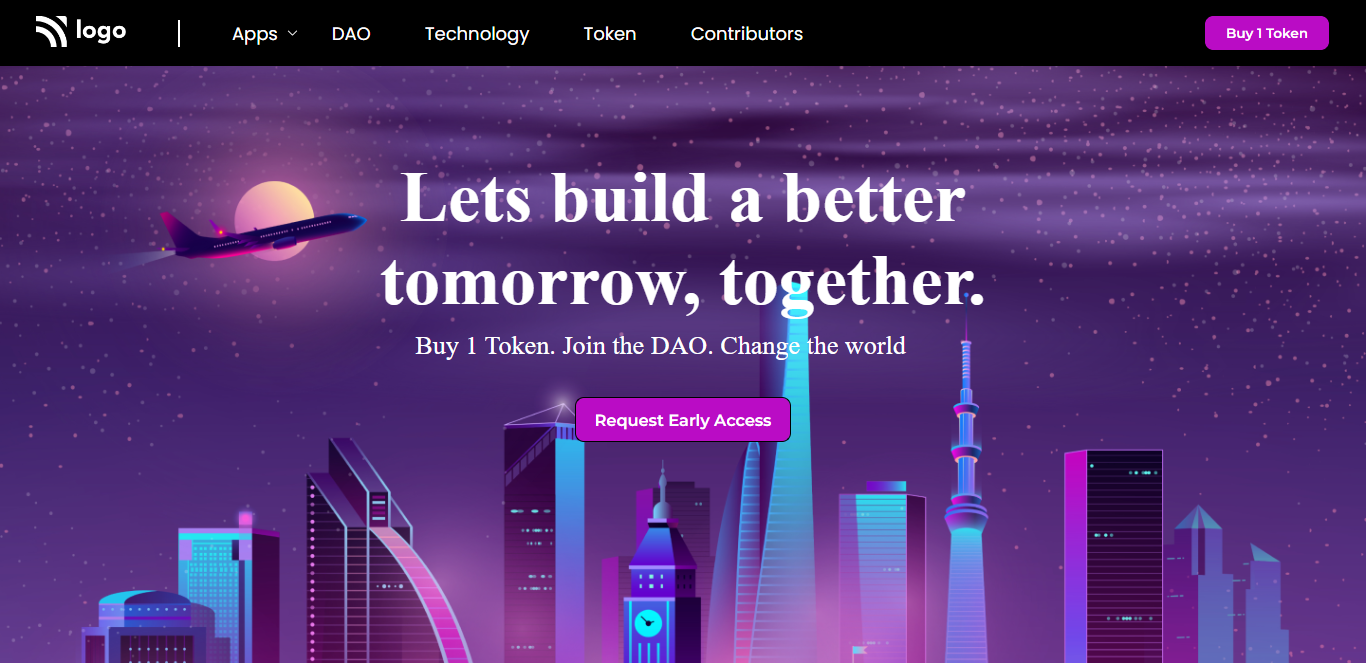 logo
Apps
DAO
Technology
Token
Contributors
Buy 1 Token
Lets build a better
tomorrow, together.
Buy 1 Token. Join the DAO. Change the world
Request Early Access